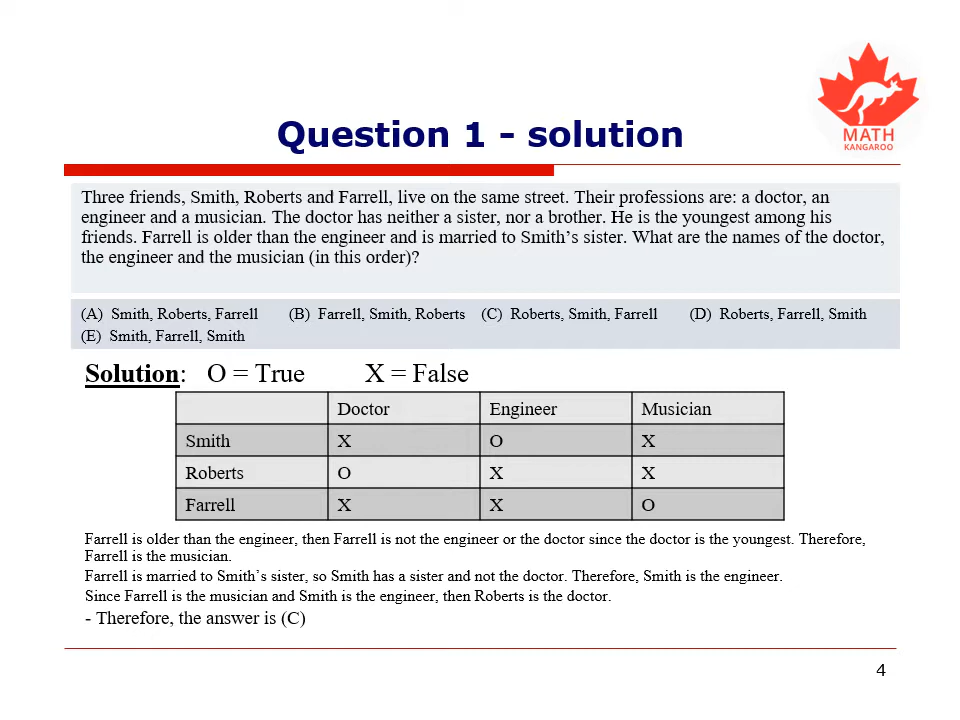 MATH
KANGAROO
Question 1 - solution
Three friends, Smith, Roberts and Farrell, live on the same street. Their professions are: a doctor, an
engineer and a musician. The doctor has neither a sister, nor a brother. He is the youngest among his
friends. Farrell is older than the engineer and is married to Smith’s sister. What are the names of the doctor,
the engineer and the musician (in this order)?
(A) Smith, Roberts, Farrell (B) Farrell, Smith, Roberts (C) Roberts, Smith, Farrell (D) Roberts, Farrell, Smith
(E) Smith, Farrell, Smith
Solution: O = True X = False
Doctor Engineer Musician
Smith X O X
Roberts O X X
Farrell X X O
Farrell is older than the engineer, then Farrell is not the engineer or the doctor since the doctor is the youngest. Therefore,
Farrell is the musician.
Farrell is married to Smith’s sister, so Smith has a sister and not the doctor. Therefore, Smith is the engineer.
Since Farrell is the musician and Smith is the engineer, then Roberts is the doctor.
- Therefore, the answer is (C)
4